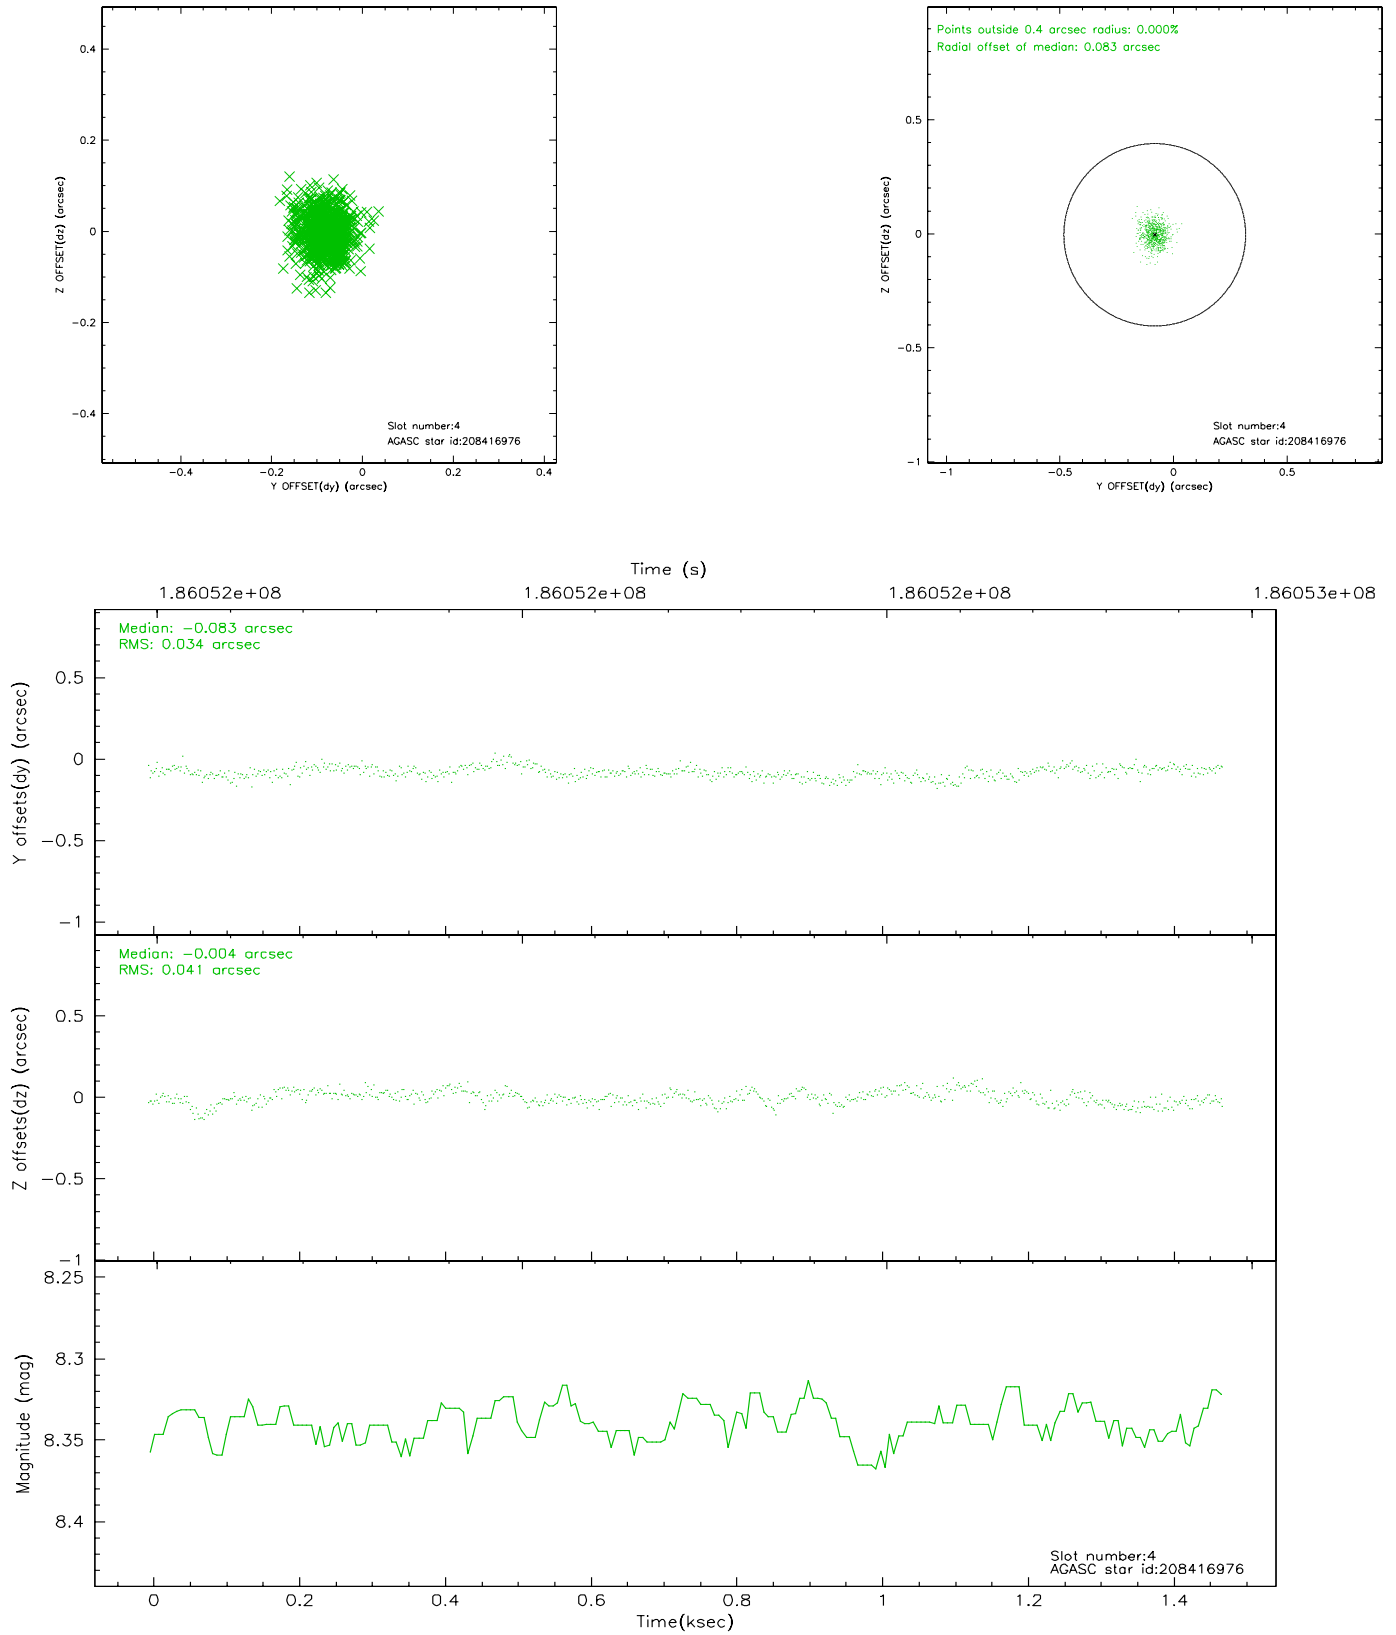 0.4
0.2
0
−0.2
−0.4
Z OFFSET(dz) (arcsec)
Slot number:4
AGASC star id:208416976
−0.4
−0.2
0
0.2
0.4
Y OFFSET(dy) (arcsec)
Points outside 0.4 arcsec radius: 0.000%
Radial offset of median: 0.083 arcsec
0.5
0
−0.5
−1
Z OFFSET(dz) (arcsec)
Slot number:4
AGASC star id:208416976
−1
−0.5
0
0.5
Y OFFSET(dy) (arcsec)
Time (s)
1.86052e+08
1.86052e+08
1.86052e+08
1.86053e+08
Median: −0.083 arcsec
RMS: 0.034 arcsec
0.5
0
−0.5
−1
Y offsets(dy) (arcsec)
Median: −0.004 arcsec
RMS: 0.041 arcsec
0.5
0
−0.5
−1
Z offsets(dz) (arcsec)
8.25
8.3
8.35
8.4
Magnitude (mag)
Slot number:4
AGASC star id:208416976
0
0.2
0.4
0.6
0.8
1
1.2
1.4
Time(ksec)